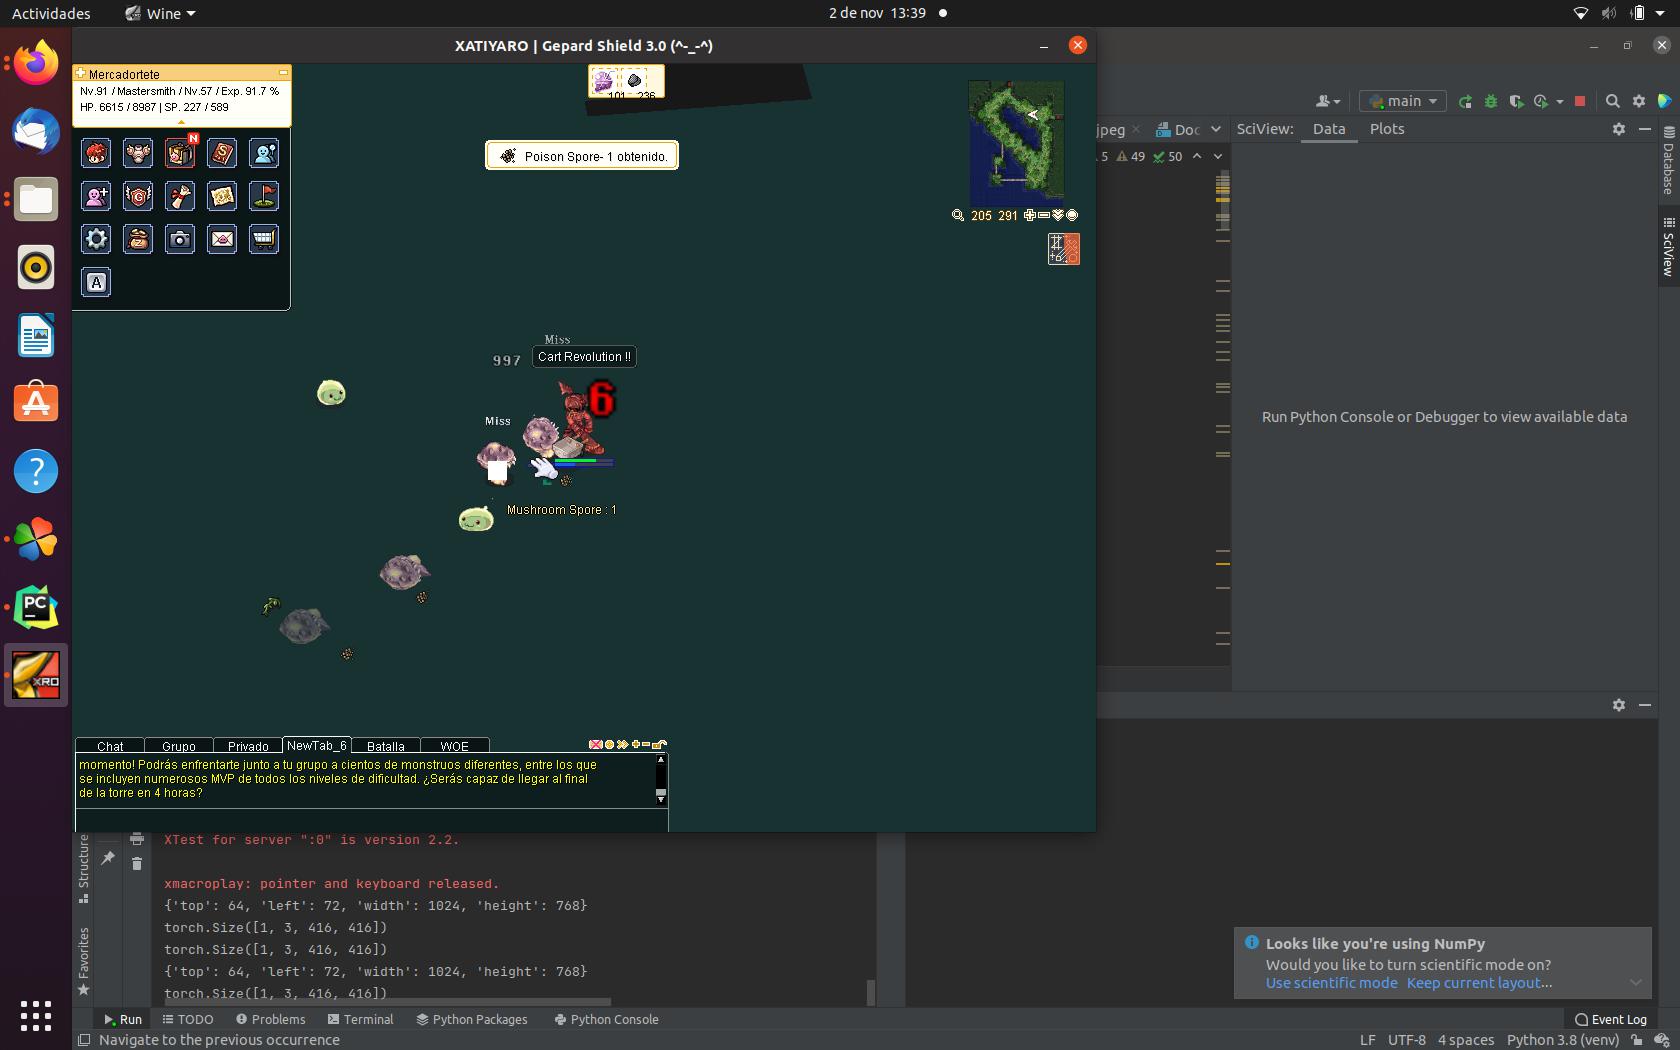 Actividades
Wine
2 de nov 13:39
XATIYARO | Gepard Shield 3.0 (^-_-^)
Mercadortete
Nv.91 / Mastersmith / Nv.57 / Exp. 91.7 %
HP. 6615 / 8987 | SP. 227 / 589
N
G
S
Z
A
101 236
Poison Spore- 1 obtenido.
205 291
Miss
997
Cart Revolution !!
6
Miss
Mushroom Spore : 1
Chat Grupo Privado NewTab_6 Batalla WOE
momento! Podrás enfrentarte junto a tu grupo a cientos de monstruos diferentes, entre los que
se incluyen numerosos MVP de todos los niveles de dificultad. ¿Serás capaz de llegar al final
de la torre en 4 horas?
main
jpeg
Doc
SciView: Data Plots
5 49 50
Database
SciView
Run Python Console or Debugger to view available data
PC
XRO
Structure
Favorites
XTest for server ":0" is version 2.2.
xmacroplay: pointer and keyboard released.
{'top': 64, 'left': 72, 'width': 1024, 'height': 768}
torch.Size([1, 3, 416, 416])
torch.Size([1, 3, 416, 416])
{'top': 64, 'left': 72, 'width': 1024, 'height': 768}
torch.Size([1, 3, 416, 416])
Looks like you're using NumPy
Would you like to turn scientific mode on?
Use scientific mode Keep current layout...
Run TODO Problems Terminal Python Packages Python Console
Event Log
Navigate to the previous occurrence
LF UTF-8 4 spaces Python 3.8 (venv)